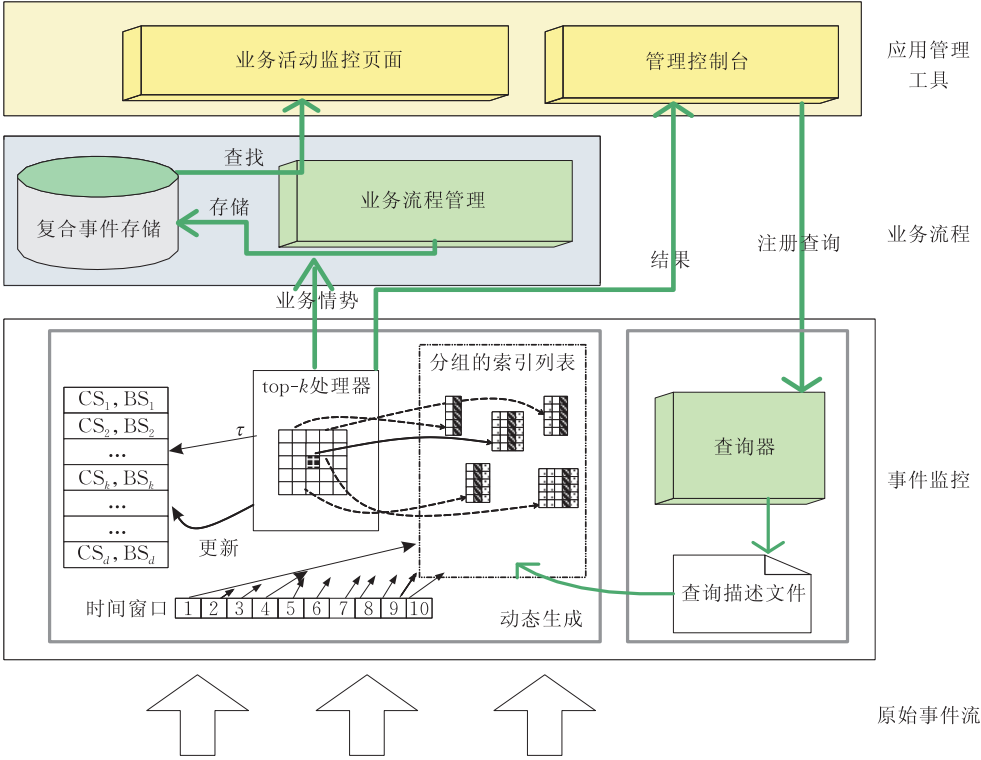 业务活动监控页面
管理控制台
应用管理
工具
查找
复合事件存储
存储
业务流程管理
业务流程
结果
注册查询
业务情势
分组的索引列表
top-k处理器
CS1, BS1
CS2, BS2
...
CSk, BSk
...
...
CSd, BSd
τ
更新
查询器
事件监控
查询描述文件
时间窗口
1 2 3 4 5 6 7 8 9 10
动态生成
原始事件流